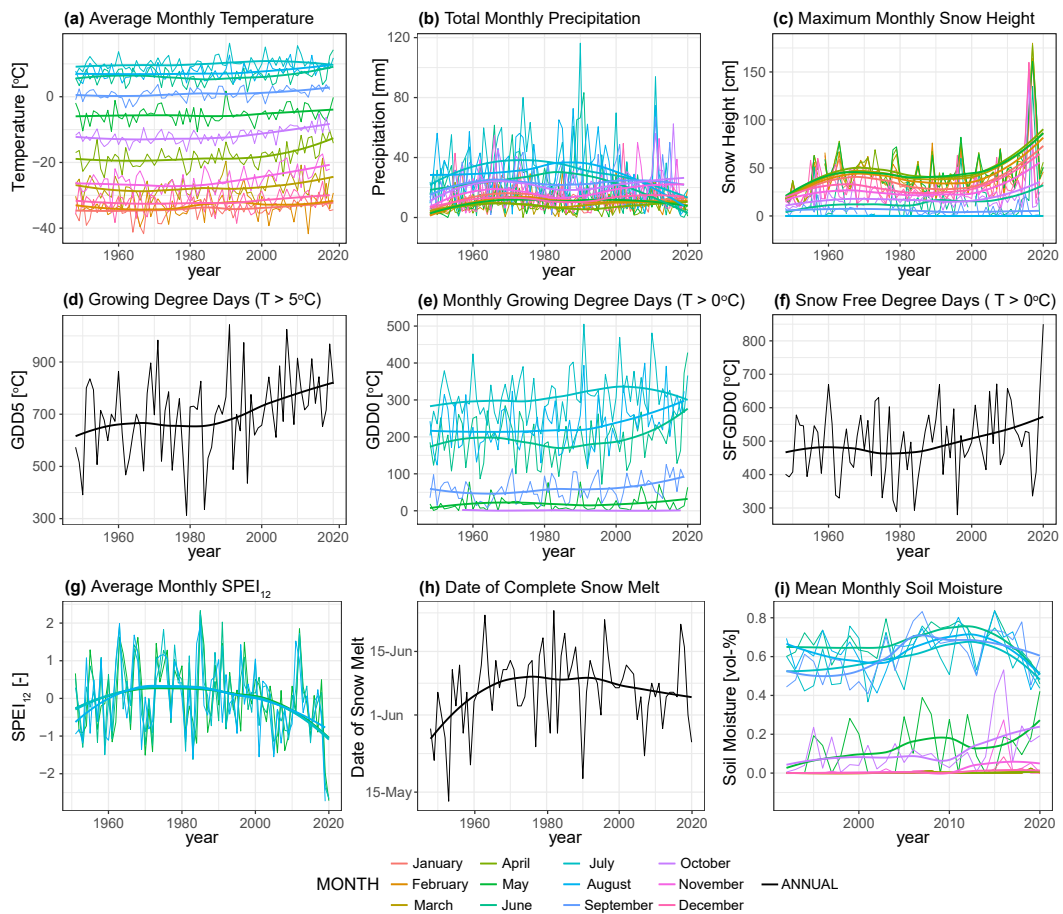 (a) Average Monthly Temperature
(b) Total Monthly Precipitation
(c) Maximum Monthly Snow Height
Temperature [°C]
0
−20
−40
1960
1980
2000
2020
year
Precipitation [mm]
120
80
40
0
1960
1980
2000
2020
year
Snow Height [cm]
150
100
50
0
1960
1980
2000
2020
year
(d) Growing Degree Days (T > 5°C)
(e) Monthly Growing Degree Days (T > 0°C)
(f) Snow Free Degree Days ( T > 0°C)
GDD5 [°C]
900
700
500
300
1960
1980
2000
2020
year
GDD0 [°C]
500
400
300
200
100
0
1960
1980
2000
2020
year
SFGDD0 [°C]
800
700
600
500
400
300
1960
1980
2000
2020
year
(g) Average Monthly SPEI12
(h) Date of Complete Snow Melt
(i) Mean Monthly Soil Moisture
SPEI12 [-]
2
1
0
−1
−2
1960
1980
2000
2020
year
Date of Snow Melt
15-Jun
1-Jun
15-May
1960
1980
2000
2020
year
Soil Moisture [vol-%]
0.8
0.6
0.4
0.2
0.0
2000
2010
2020
year
MONTH
January
February
March
April
May
June
July
August
September
October
November
December
ANNUAL